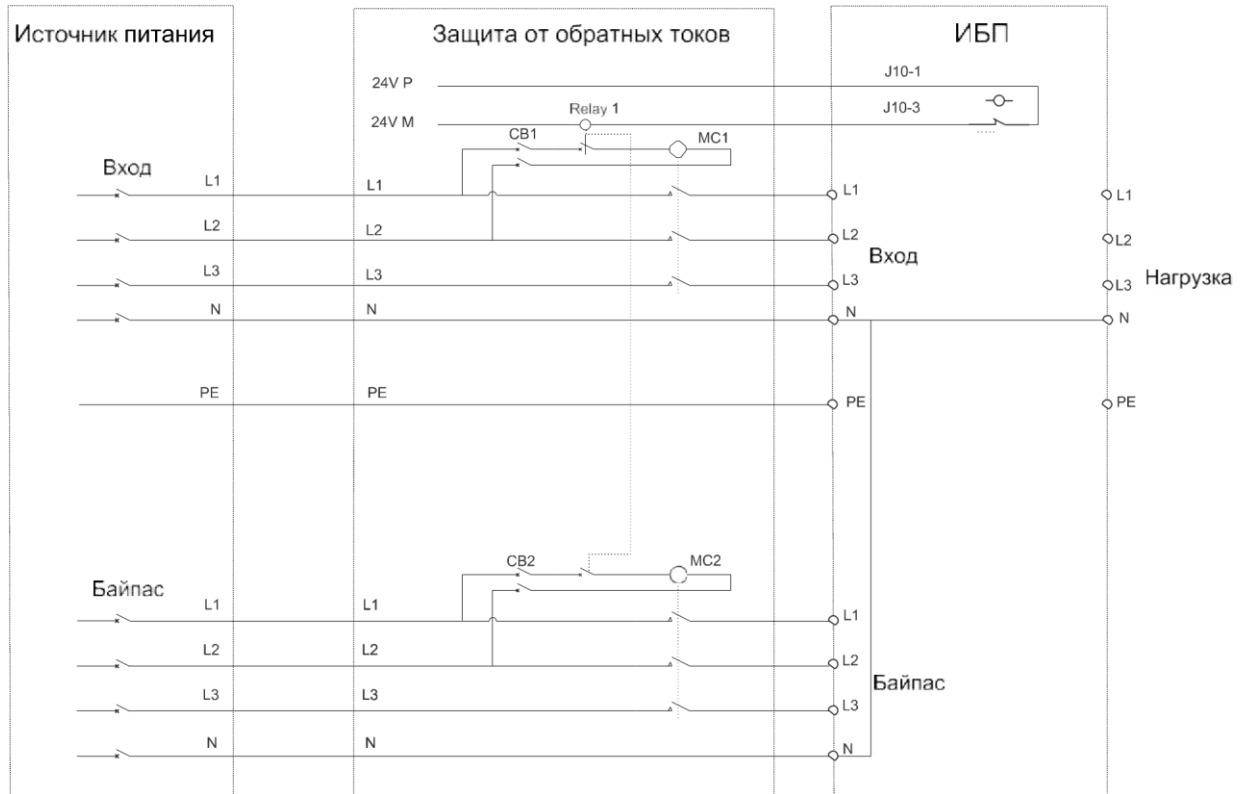 Источник питания
Защита от обратных токов
ИБП
24V P
J10-1
24V M
Relay 1
J10-3
CB1
MC1
Вход
L1
L1
L1
L1
L2
L2
L2
L2
Вход
L3
L3
L3
L3
Нагрузка
N
N
N
N
PE
PE
PE
PE
CB2
MC2
Байпас
L1
L1
L1
L2
L2
L2
Байпас
L3
L3
L3
N
N
N